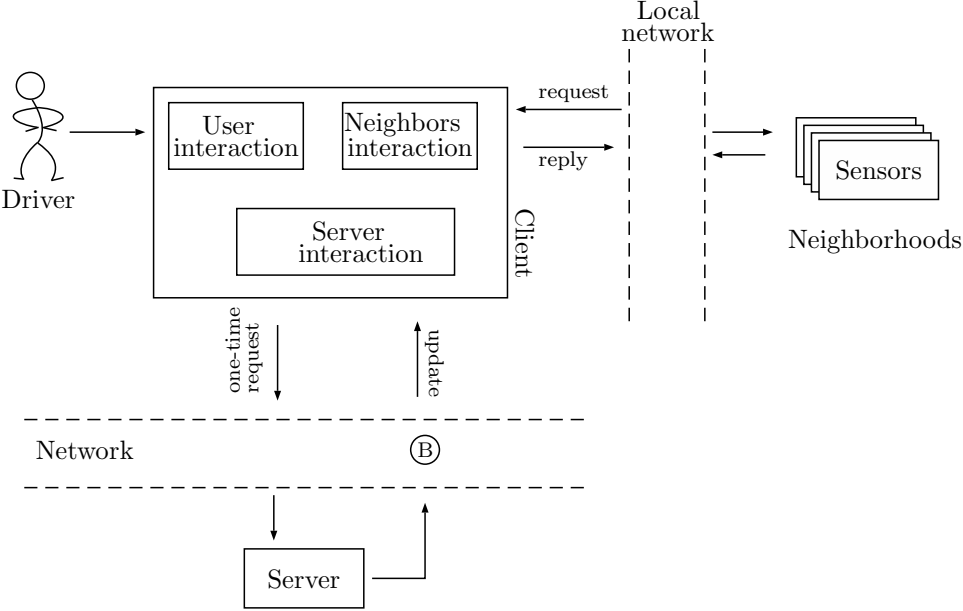 Local
network
request
User
interaction
Neighbors
interaction
reply
Sensors
Driver
Server
interaction
Client
Neighborhoods
one-time
request
update
Network
B
Server